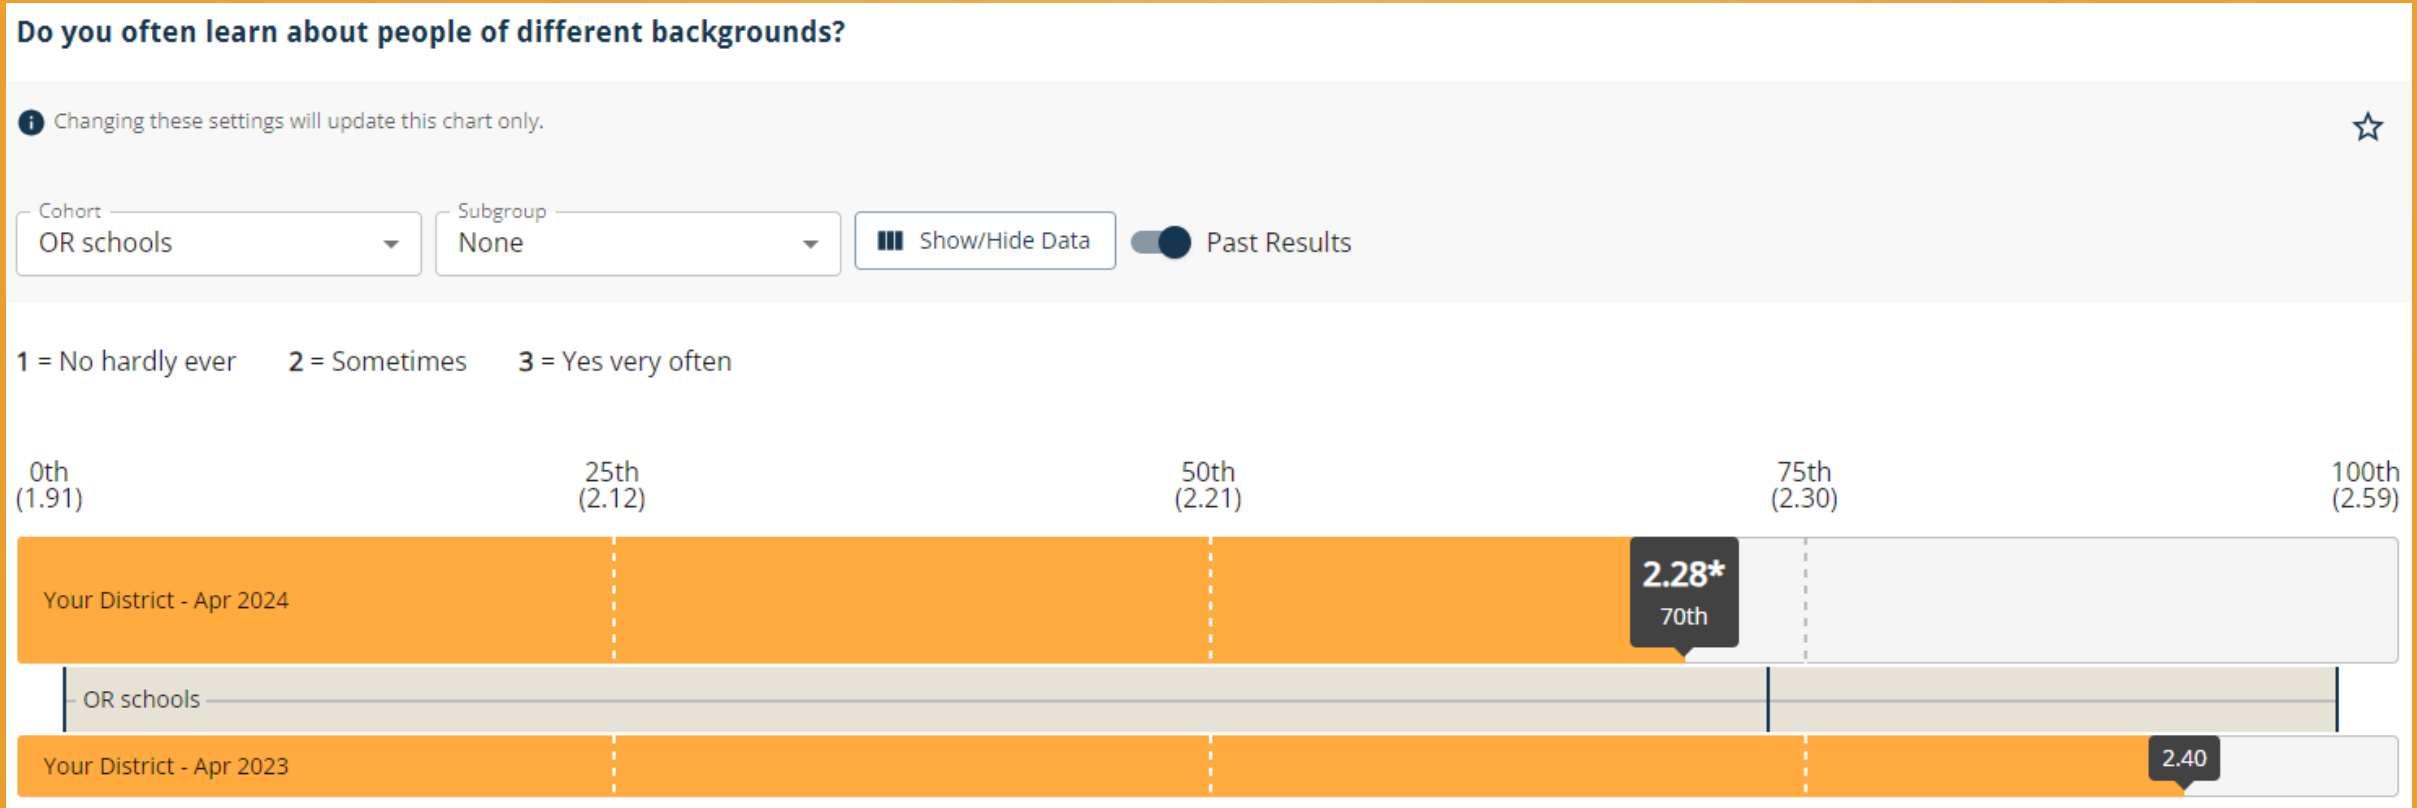 Do you often learn about people of different backgrounds?
Changing these settings will update this chart only.
Cohort
OR schools
Subgroup
None
Show/Hide Data
Past Results
1 = No hardly ever 2 = Sometimes 3 = Yes very often
0th 25th 50th 75th 100th
(1.91) (2.12) (2.21) (2.30) (2.59)
Your District - Apr 2024
2.28*
70th
OR schools
Your District - Apr 2023
2.40